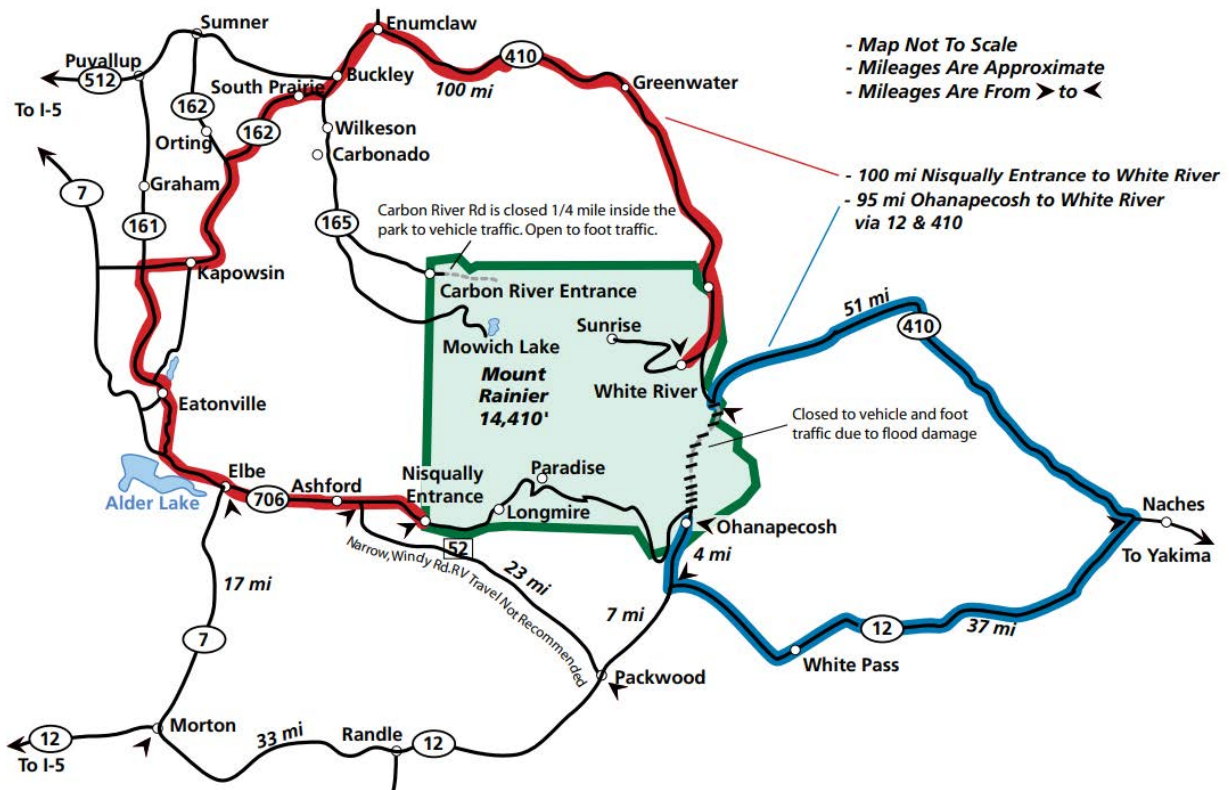 Enumclaw
Sumner
410
- Map Not To Scale
- Mileages Are Approximate
- Mileages Are From ➤ to ⮜
Puyallup
512
To I-5
Buckley
100 mi
Greenwater
South Prairie
162
162
Wilkeson
Orting
Carbonado
7
Graham
- 100 mi Nisqually Entrance to White River
- 95 mi Ohanapecosh to White River
via 12 & 410
161
165
Carbon River Rd is closed 1/4 mile inside the
park to vehicle traffic. Open to foot traffic.
Kapowsin
Carbon River Entrance
51 mi
410
Sunrise
Mowich Lake
Mount
Rainier
14,410'
White River
Eatonville
Closed to vehicle and foot
traffic due to flood damage
Elbe
Alder Lake
706
Ashford
Nisqually
Entrance
Paradise
Longmire
Ohanapecosh
Naches
To Yakima
52
Narrow, Windy Rd. RV Travel Not Recommended
23 mi
4 mi
17 mi
7 mi
12
37 mi
7
White Pass
Packwood
Morton
12
To I-5
33 mi
Randle
12